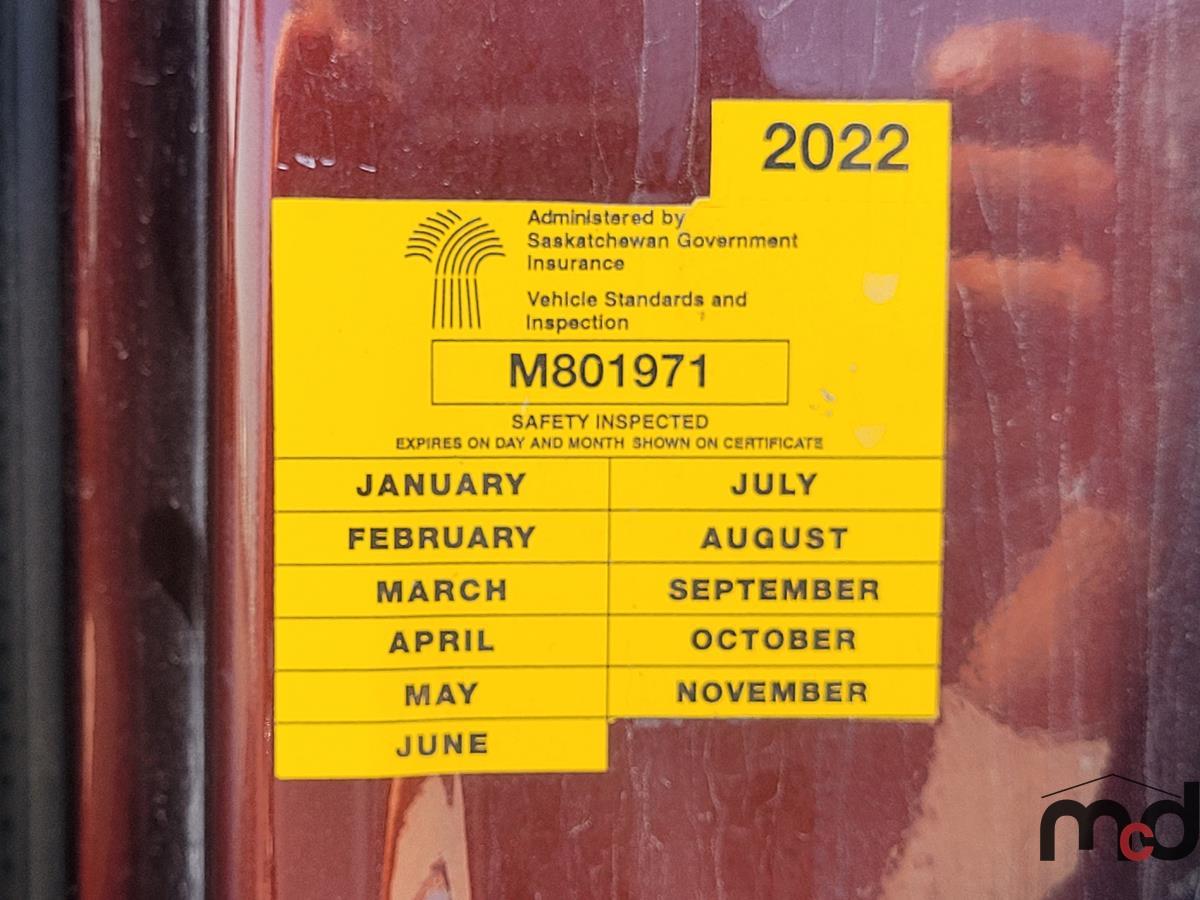 2022
Administered by
Saskatchewan Government
Insurance
Vehicle Standards and
Inspection
M801971
SAFETY INSPECTED
EXPIRES ON DAY AND MONTH SHOWN ON CERTIFICATE
JANUARY
JULY
FEBRUARY
AUGUST
MARCH
SEPTEMBER
APRIL
OCTOBER
MAY
NOVEMBER
JUNE
mcd